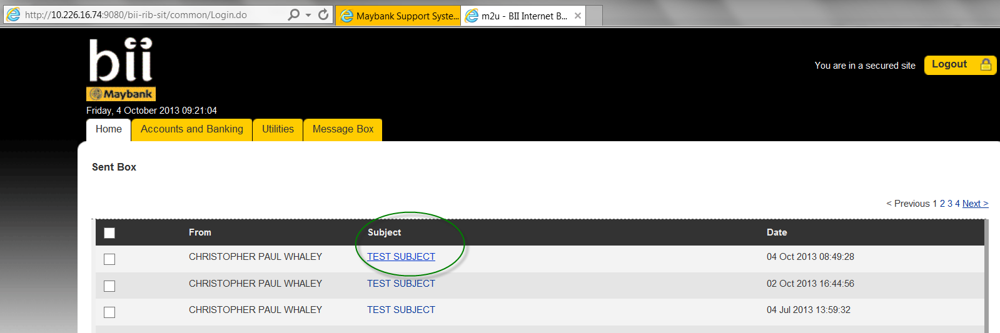 http://10.226.16.74:9080/bii-rib-sit/common/Login.do
Maybank Support Syste...
m2u - BII Internet B...
bii
Maybank
You are in a secured site
Logout
Friday, 4 October 2013 09:21:04
Home Accounts and Banking Utilities Message Box
Sent Box
< Previous 1 2 3 4 Next >
From Subject Date
CHRISTOPHER PAUL WHALEY TEST SUBJECT 04 Oct 2013 08:49:28
CHRISTOPHER PAUL WHALEY TEST SUBJECT 02 Oct 2013 16:44:56
CHRISTOPHER PAUL WHALEY TEST SUBJECT 04 Jul 2013 13:59:32